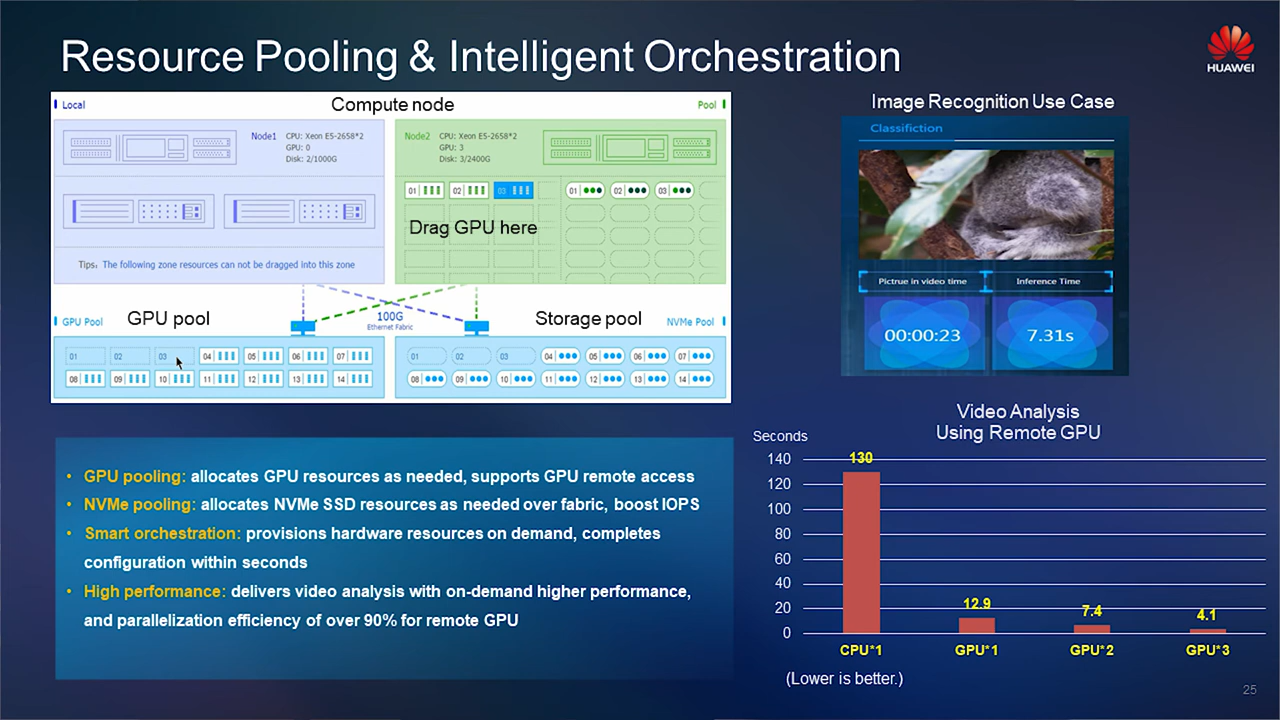 Resource Pooling & Intelligent Orchestration
HUAWEI
Local
Compute node
Pool
Node1
CPU: Xeon E5-2658*2
GPU: 0
Disk: 2/1000G
Node2
CPU: Xeon E5-2658*2
GPU: 3
Disk: 3/2400G
01 02 03
01 02 03
Drag GPU here
Tips, The following zone resources can not be dragged into this zone
GPU Pool
GPU pool
100G
Ethernet Fabric
Storage pool
NVMe Pool
01 02 03 04 05 06 07
08 09 10 11 12 13 14
01 02 03 04 05 06 07
08 09 10 11 12 13 14
Image Recognition Use Case
Classifiction
Pictrue in video time
Inference Time
00:00:23
7.31s
• GPU pooling: allocates GPU resources as needed, supports GPU remote access
• NVMe pooling: allocates NVMe SSD resources as needed over fabric, boost IOPS
• Smart orchestration: provisions hardware resources on demand, completes
configuration within seconds
• High performance: delivers video analysis with on-demand higher performance,
and parallelization efficiency of over 90% for remote GPU
Video Analysis
Using Remote GPU
Seconds
140
120
100
80
60
40
20
0
130
12.9
7.4
4.1
CPU*1
GPU*1
GPU*2
GPU*3
(Lower is better.)
25